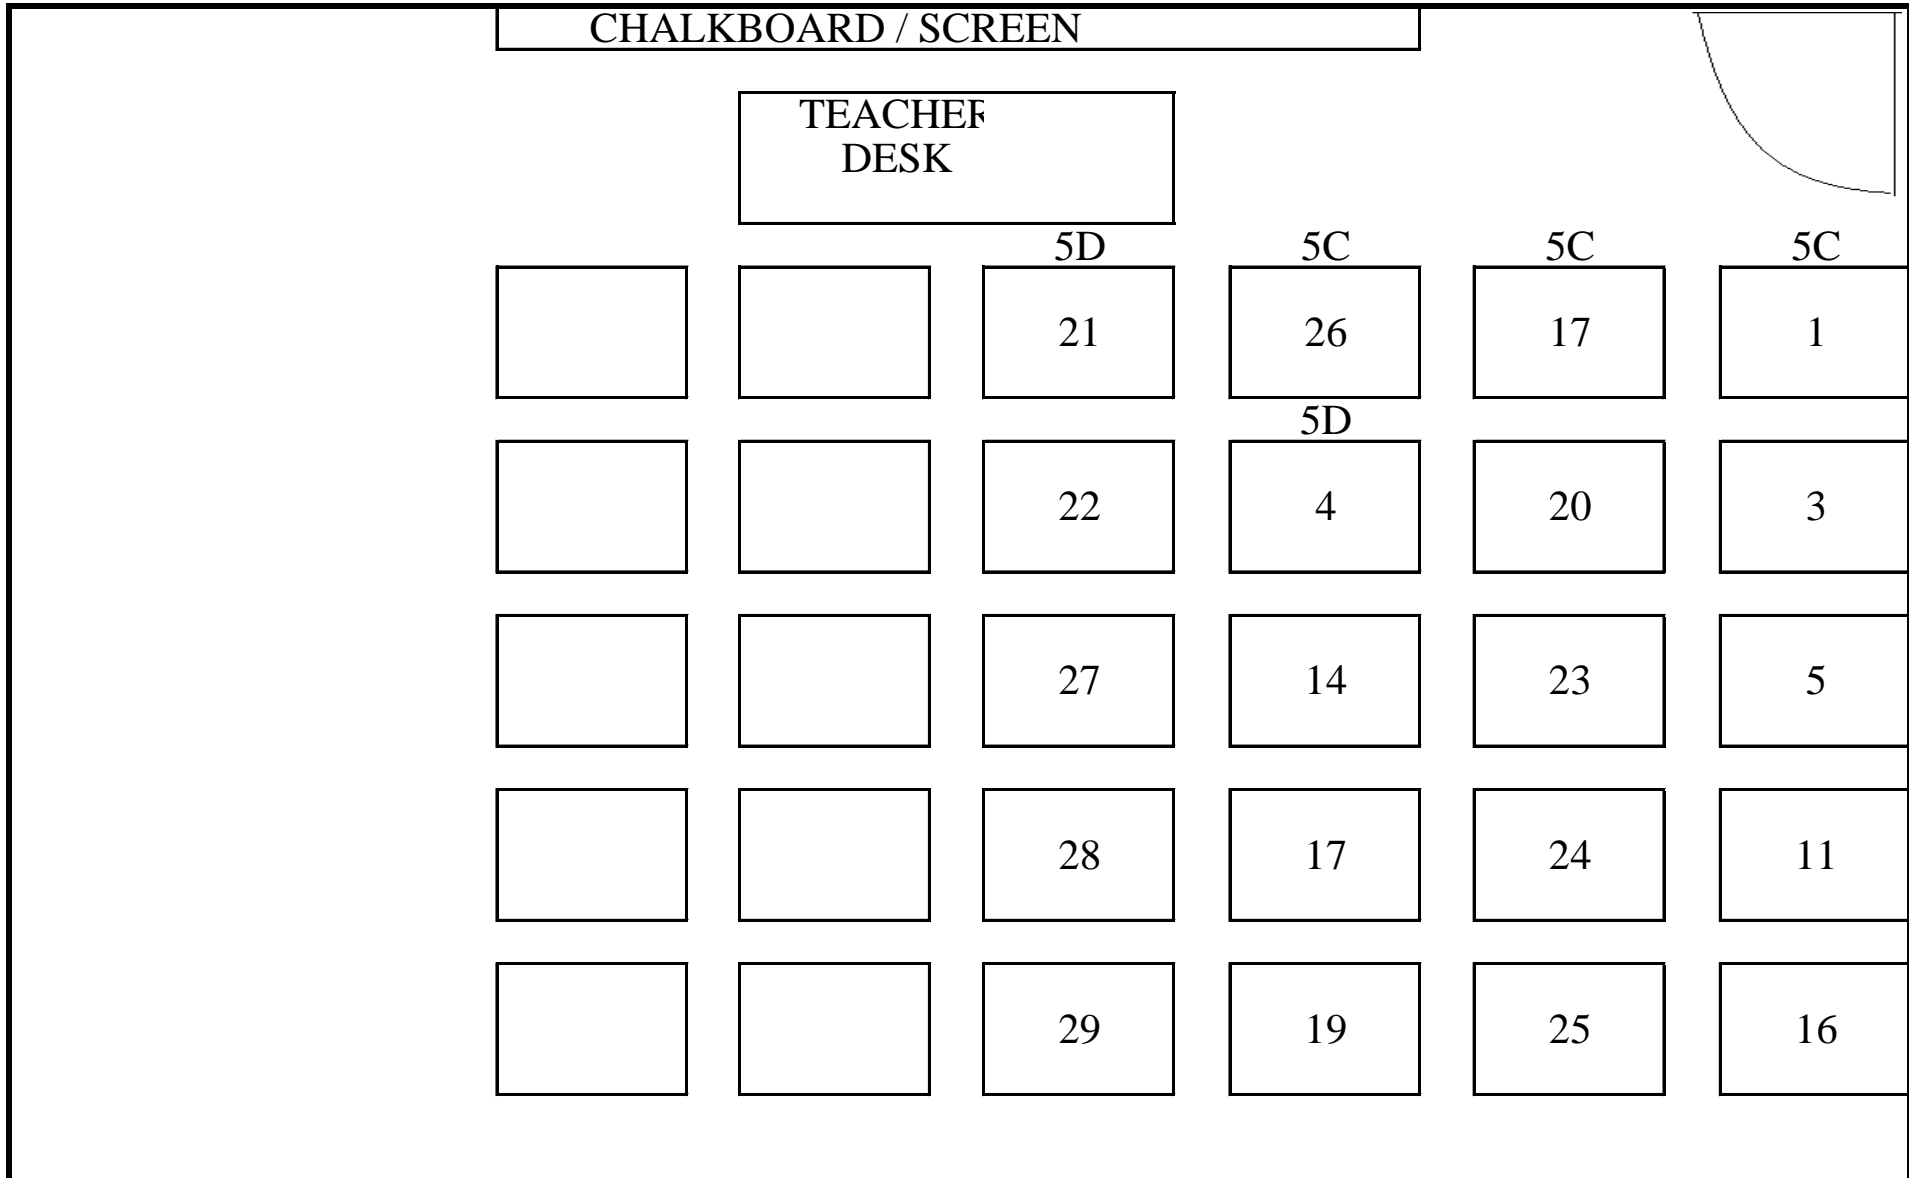 CHALKBOARD / SCREEN
TEACHER
DESK
5D 5C 5C 5C
21 26 17 1
5D
22 4 20 3
27 14 23 5
28 17 24 11
29 19 25 16